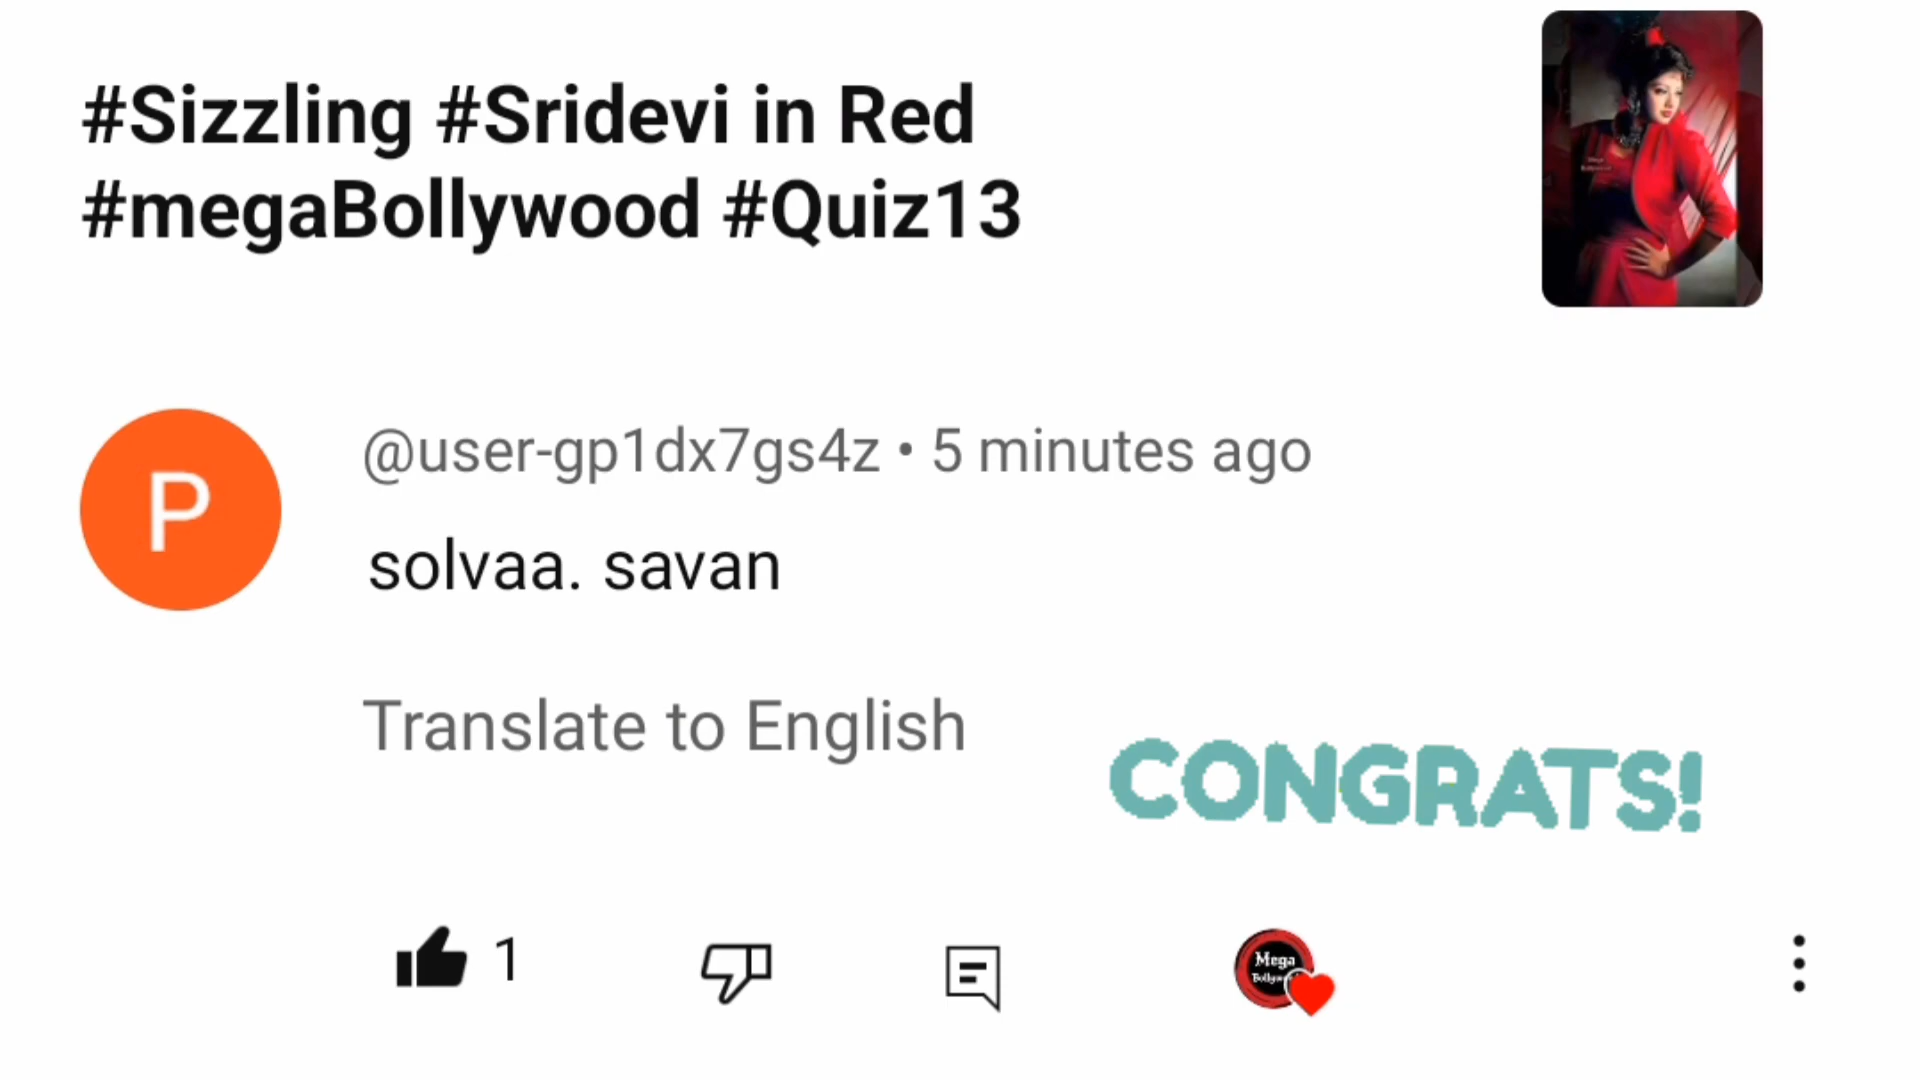 #Sizzling #Sridevi in Red
#megaBollywood #Quiz13
P
@user-gp1dx7gs4z • 5 minutes ago
solvaa. savan
Translate to English
CONGRATS!
1
Mega